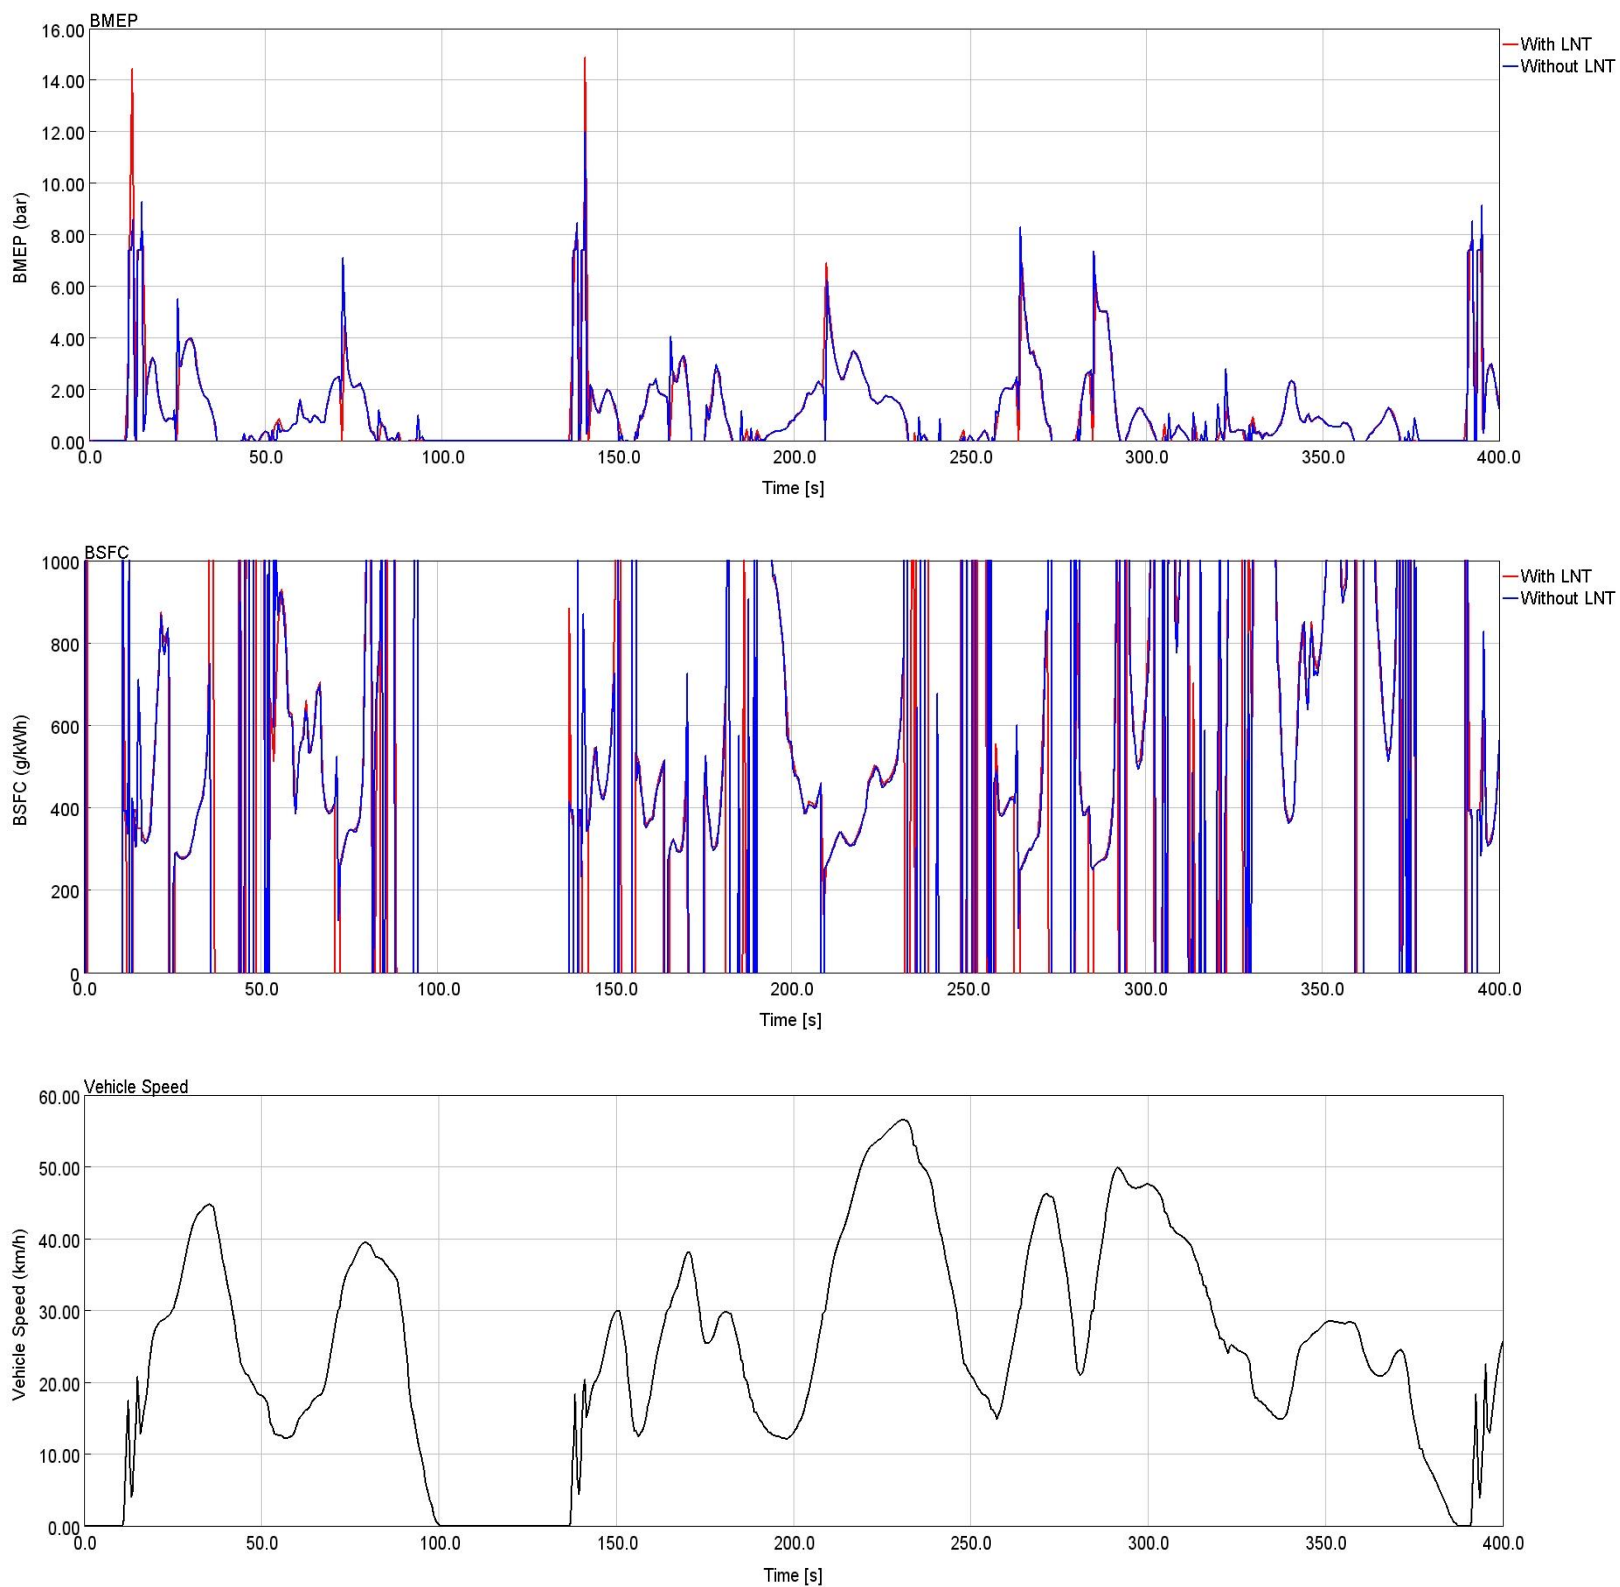 BMEP
16.00
14.00
12.00
10.00
8.00
6.00
4.00
2.00
0.00
BMEP (bar)
0.0 50.0 100.0 150.0 200.0 250.0 300.0 350.0 400.0
Time [s]
With LNT
Without LNT
BSFC
1000
800
600
400
200
0
BSFC (g/kWh)
0.0 50.0 100.0 150.0 200.0 250.0 300.0 350.0 400.0
Time [s]
With LNT
Without LNT
Vehicle Speed
60.00
50.00
40.00
30.00
20.00
10.00
0.00
Vehicle Speed (km/h)
0.0 50.0 100.0 150.0 200.0 250.0 300.0 350.0 400.0
Time [s]